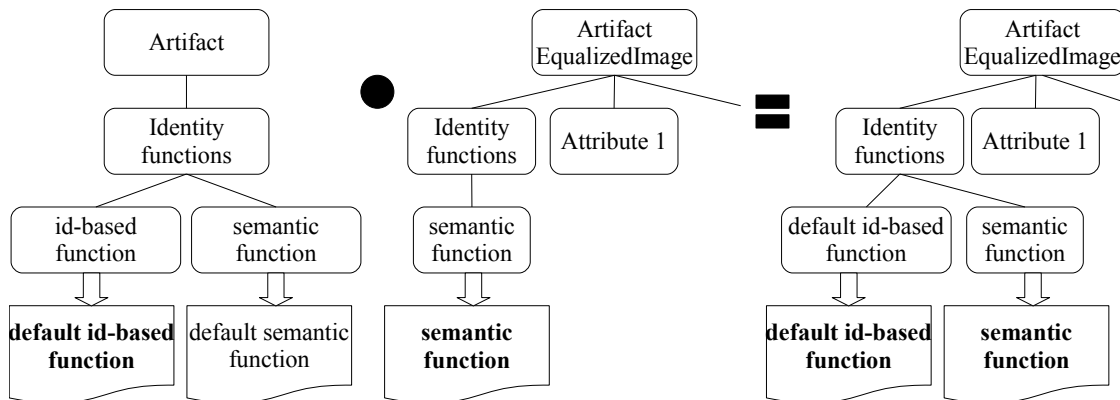 Artifact
Identity
functions
id-based
function
semantic
function
default id-based
function
default semantic
function
Artifact
EqualizedImage
Identity
functions
Attribute 1
semantic
function
semantic
function
Artifact
EqualizedImage
Identity
functions
Attribute 1
default id-based
function
semantic
function
default id-based
function
semantic
function